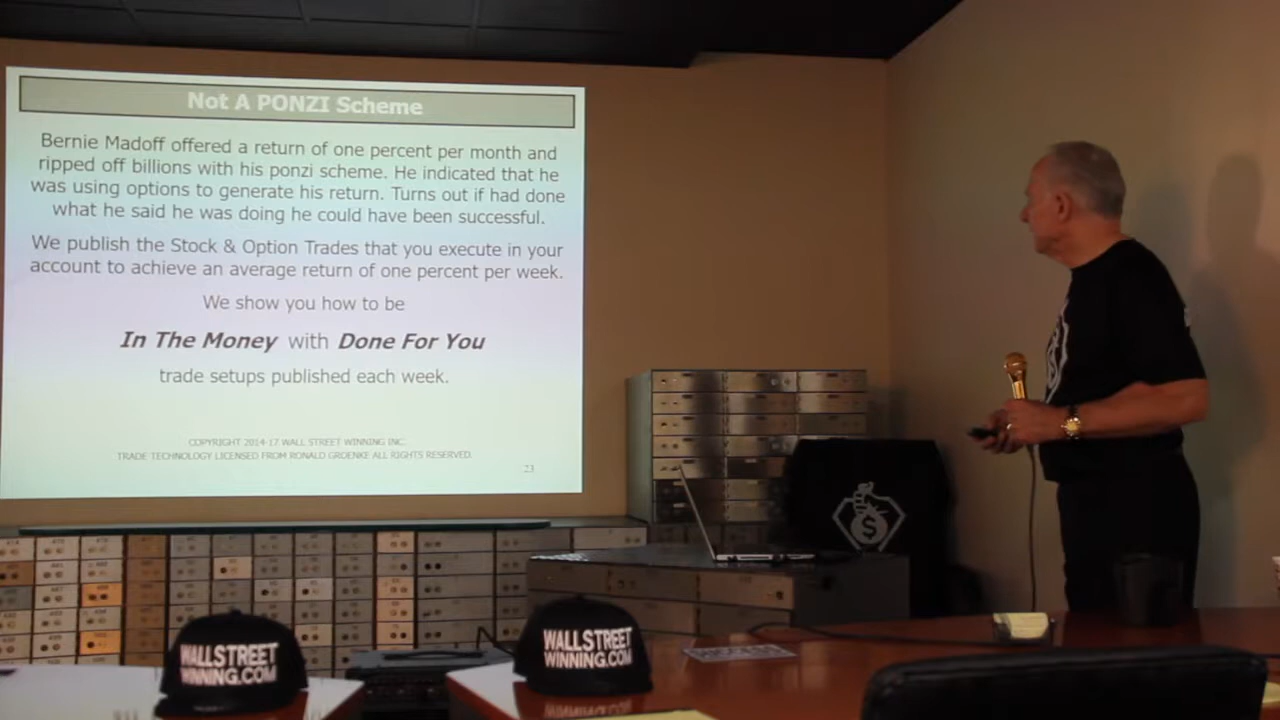 Not A PONZI Scheme
Bernie Madoff offered a return of one percent per month and
ripped off billions with his ponzi scheme. He indicated that he
was using options to generate his return. Turns out if had done
what he said he was doing he could have been successful.
We publish the Stock & Option Trades that you execute in your
account to achieve an average return of one percent per week.
We show you how to be
In The Money with Done For You
trade setups published each week.
COPYRIGHT 2014-17 WALL STREET WINNING INC.
TRADE TECHNOLOGY LICENSED FROM RONALD GROENKE ALL RIGHTS RESERVED.
23
$
WALLSTREET
WINNING.COM
WALLSTREET
WINNING.COM